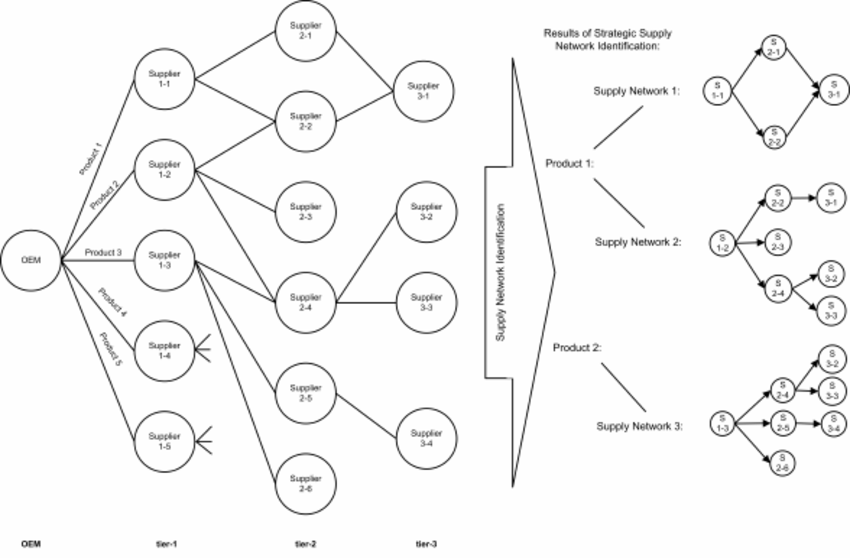 OEM
Product 1
Product 2
Product 3
Product 4
Product 5
Supplier
1-1
Supplier
1-2
Supplier
1-3
Supplier
1-4
Supplier
1-5
Supplier
2-1
Supplier
2-2
Supplier
2-3
Supplier
2-4
Supplier
2-5
Supplier
2-6
Supplier
3-1
Supplier
3-2
Supplier
3-3
Supplier
3-4
OEM
tier-1
tier-2
tier-3
Supply Network Identification
Results of Strategic Supply
Network Identification:
Supply Network 1:
Product 1:
Supply Network 2:
Product 2:
Supply Network 3:
S
1-1
S
2-1
S
2-2
S
3-1
S
1-2
S
2-2
S
3-1
S
2-3
S
2-4
S
3-2
S
3-3
S
1-3
S
2-4
S
3-2
S
3-3
S
2-5
S
3-4
S
2-6